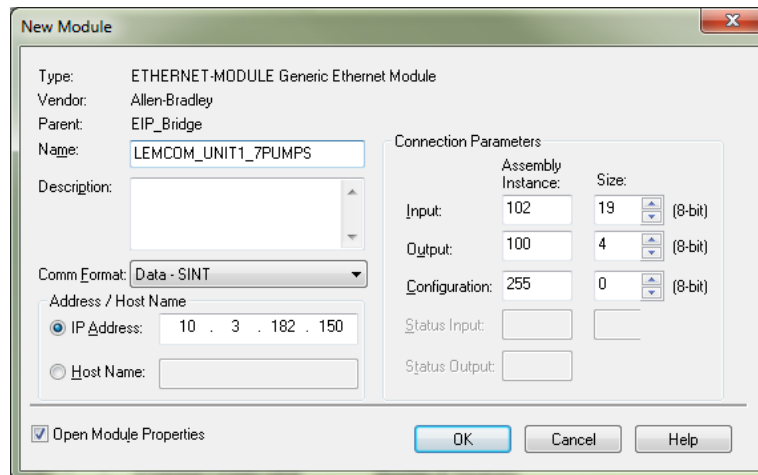 New Module
Type: ETHERNET-MODULE Generic Ethernet Module
Vendor: Allen-Bradley
Parent: EIP_Bridge
Name: LEMCOM_UNIT1_7PUMPS
Description:
Comm Format: Data - SINT
Address / Host Name
IP Address: 10 . 3 . 182 . 150
Host Name:
Connection Parameters
Assembly Instance: Size:
Input: 102 19 (8-bit)
Output: 100 4 (8-bit)
Configuration: 255 0 (8-bit)
Status Input:
Status Output:
Open Module Properties
OK Cancel Help